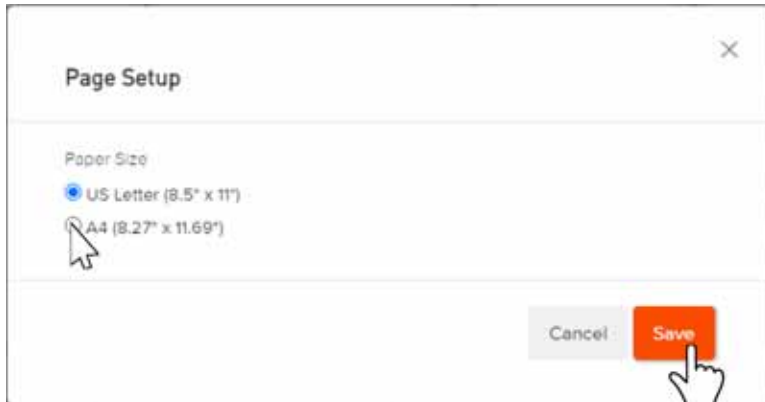 Page Setup
Paper Size
US Letter (8.5" x 11")
A4 (8.27" x 11.69")
Cancel
Save